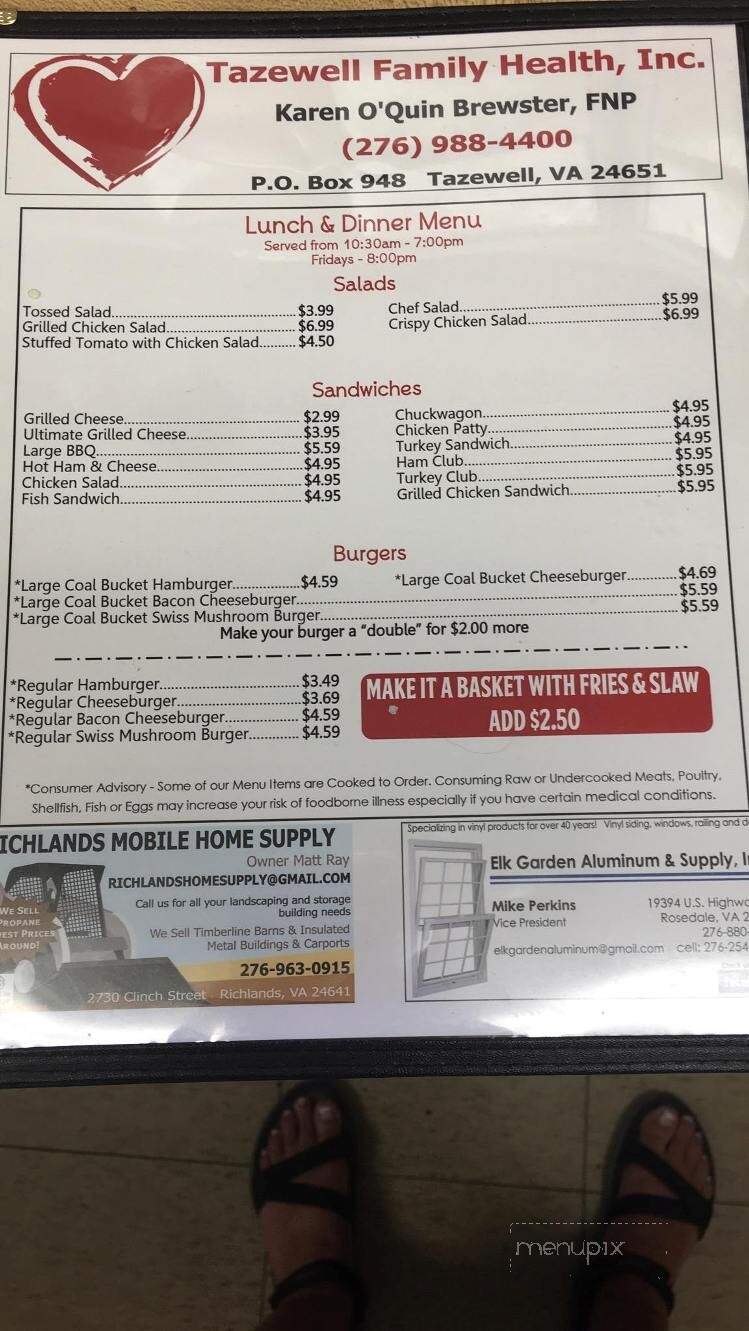 Tazewell Family Health, Inc.
Karen O'Quin Brewster, FNP
(276) 988-4400
P.O. Box 948 Tazewell, VA 24651
Lunch & Dinner Menu
Served from 10:30am - 7:00pm
Fridays - 8:00pm
Salads
Tossed Salad $3.99
Grilled Chicken Salad $6.99
Stuffed Tomato with Chicken Salad $4.50
Chef Salad $5.99
Crispy Chicken Salad $6.99
Sandwiches
Grilled Cheese $2.99
Ultimate Grilled Cheese $3.95
Large BBQ $5.59
Hot Ham & Cheese $4.95
Chicken Salad $4.95
Fish Sandwich $4.95
Chuckwagon $4.95
Chicken Patty $4.95
Turkey Sandwich $4.95
Ham Club $5.95
Turkey Club $5.95
Grilled Chicken Sandwich $5.95
Burgers
*Large Coal Bucket Hamburger $4.59
*Large Coal Bucket Cheeseburger $4.69
*Large Coal Bucket Bacon Cheeseburger $5.59
*Large Coal Bucket Swiss Mushroom Burger $5.59
Make your burger a "double" for $2.00 more
*Regular Hamburger $3.49
*Regular Cheeseburger $3.69
*Regular Bacon Cheeseburger $4.59
*Regular Swiss Mushroom Burger $4.59
MAKE IT A BASKET WITH FRIES & SLAW
ADD $2.50
*Consumer Advisory - Some of our Menu Items are Cooked to Order. Consuming Raw or Undercooked Meats, Poultry,
Shellfish, Fish or Eggs may increase your risk of foodborne illness especially if you have certain medical conditions.
ICHLANDS MOBILE HOME SUPPLY
Owner Matt Ray
RICHLANDSHOMESUPPLY@GMAIL.COM
Call us for all your landscaping and storage
building needs
We Sell Timberline Barns & Insulated
Metal Buildings & Carports
276-963-0915
2730 Clinch Street Richlands, VA 24641
WE SELL
PROPANE
EST PRICES
AROUND!
Specializing in vinyl products for over 40 years! Vinyl siding, windows, railing and d
Elk Garden Aluminum & Supply, I
Mike Perkins
Vice President
19394 U.S. Highw
Rosedale, VA 2
276-880-
elkgardenaluminum@gmail.com cell: 276-254
menupix